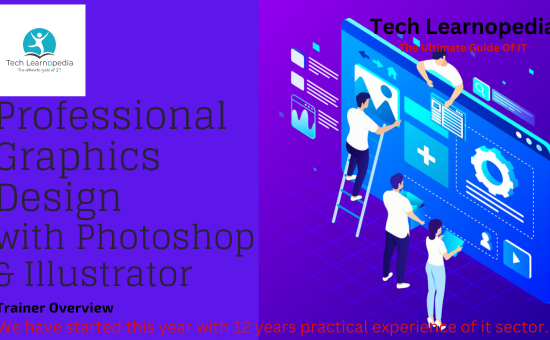 Tech Learnopedia
The Ultimate Guide Of IT
Tech Learnopedia
The ultimate guide of IT
Professional
Graphics
Design
with Photoshop
& Illustrator
Trainer Overview
We have started this year with 12 years practical experience of it sector.